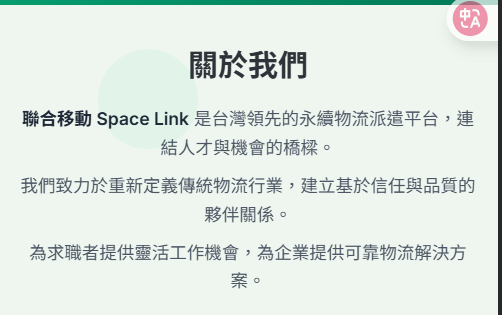 關於我們
聯合移動 Space Link 是台灣領先的永續物流派遣平台，連
結人才與機會的橋樑。
我們致力於重新定義傳統物流行業，建立基於信任與品質的
夥伴關係。
為求職者提供靈活工作機會，為企業提供可靠物流解決方
案。